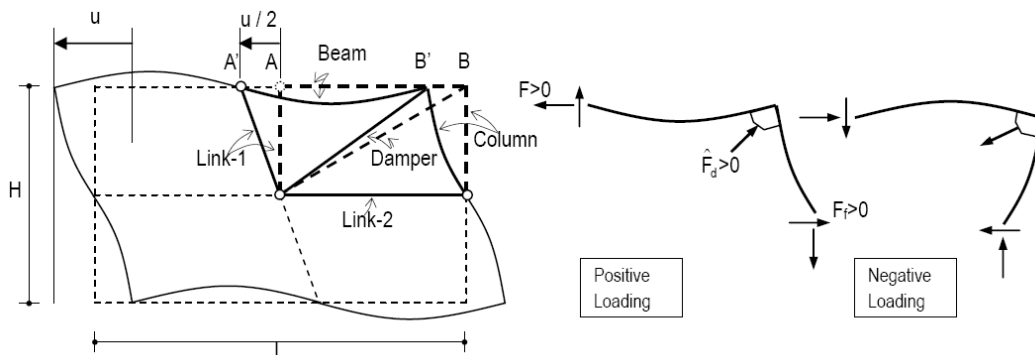 u
u / 2
Beam
A'
A
B'
B
H
Link-1
Damper
Column
Link-2
F>0
F̂d>0
Ff>0
Positive
Loading
Negative
Loading